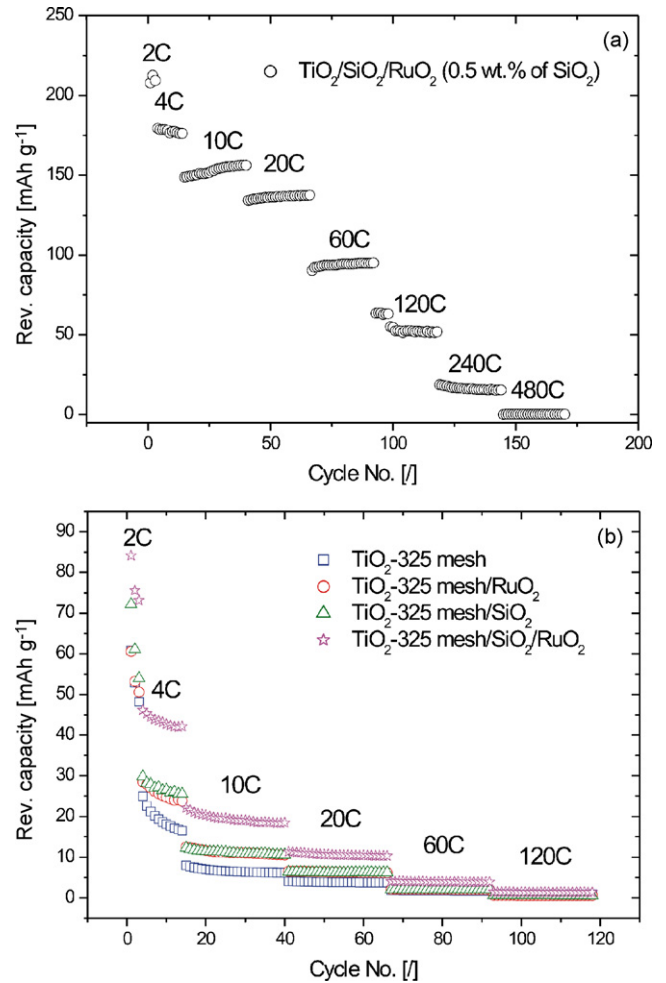 (a)
250
200
150
100
50
0
Rev. capacity [mAh g⁻¹]
2C
TiO₂/SiO₂/RuO₂ (0.5 wt.% of SiO₂)
4C
10C
20C
60C
120C
240C
480C
0 50 100 150 200
Cycle No. [/]
(b)
90
80
70
60
50
40
30
20
10
0
Rev. capacity [mAh g⁻¹]
2C
TiO₂-325 mesh
TiO₂-325 mesh/RuO₂
TiO₂-325 mesh/SiO₂
TiO₂-325 mesh/SiO₂/RuO₂
4C
10C
20C
60C
120C
0 20 40 60 80 100 120
Cycle No. [/]